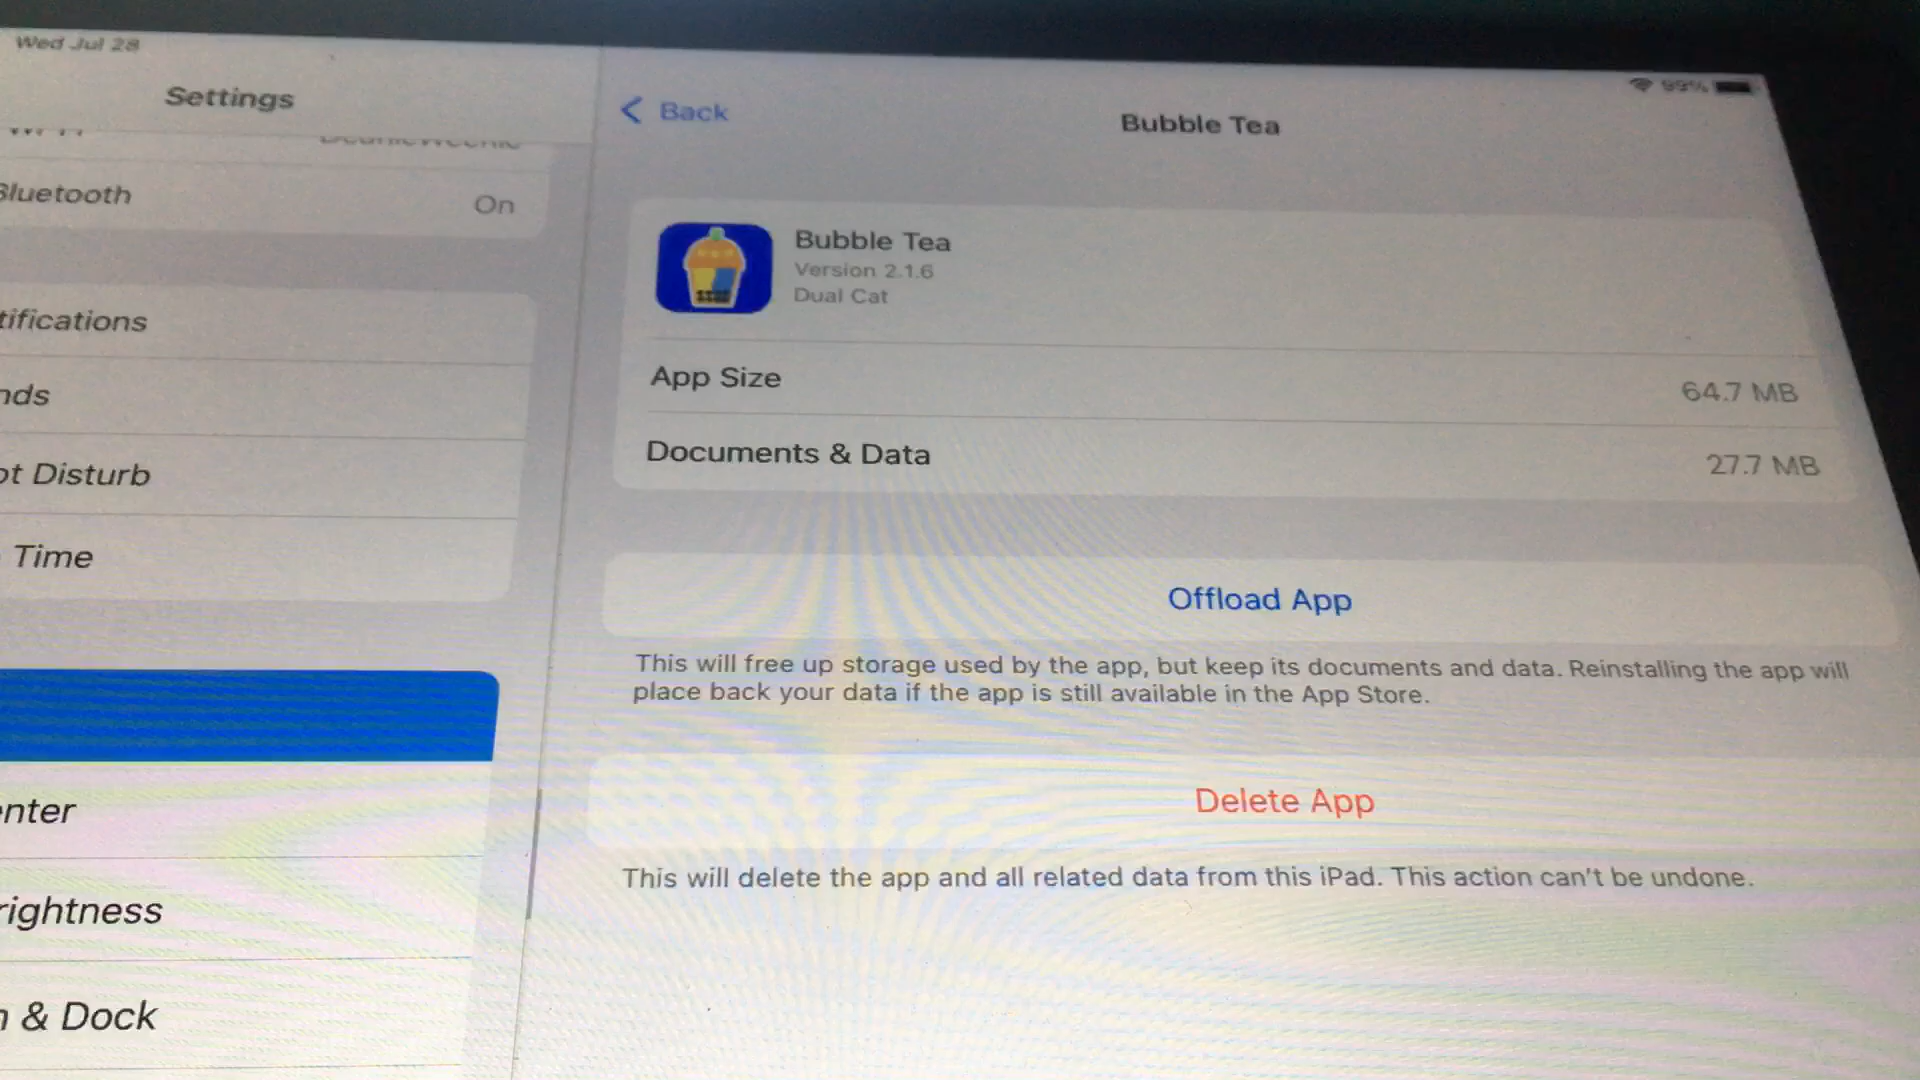 Wed Jul 28
99%
Settings
Back
Bubble Tea
Bluetooth
On
Bubble Tea
Version 2.1.6
Dual Cat
tifications
App Size
64.7 MB
nds
Documents & Data
27.7 MB
ot Disturb
Time
Offload App
This will free up storage used by the app, but keep its documents and data. Reinstalling the app will
place back your data if the app is still available in the App Store.
enter
Delete App
This will delete the app and all related data from this iPad. This action can't be undone.
rightness
n & Dock